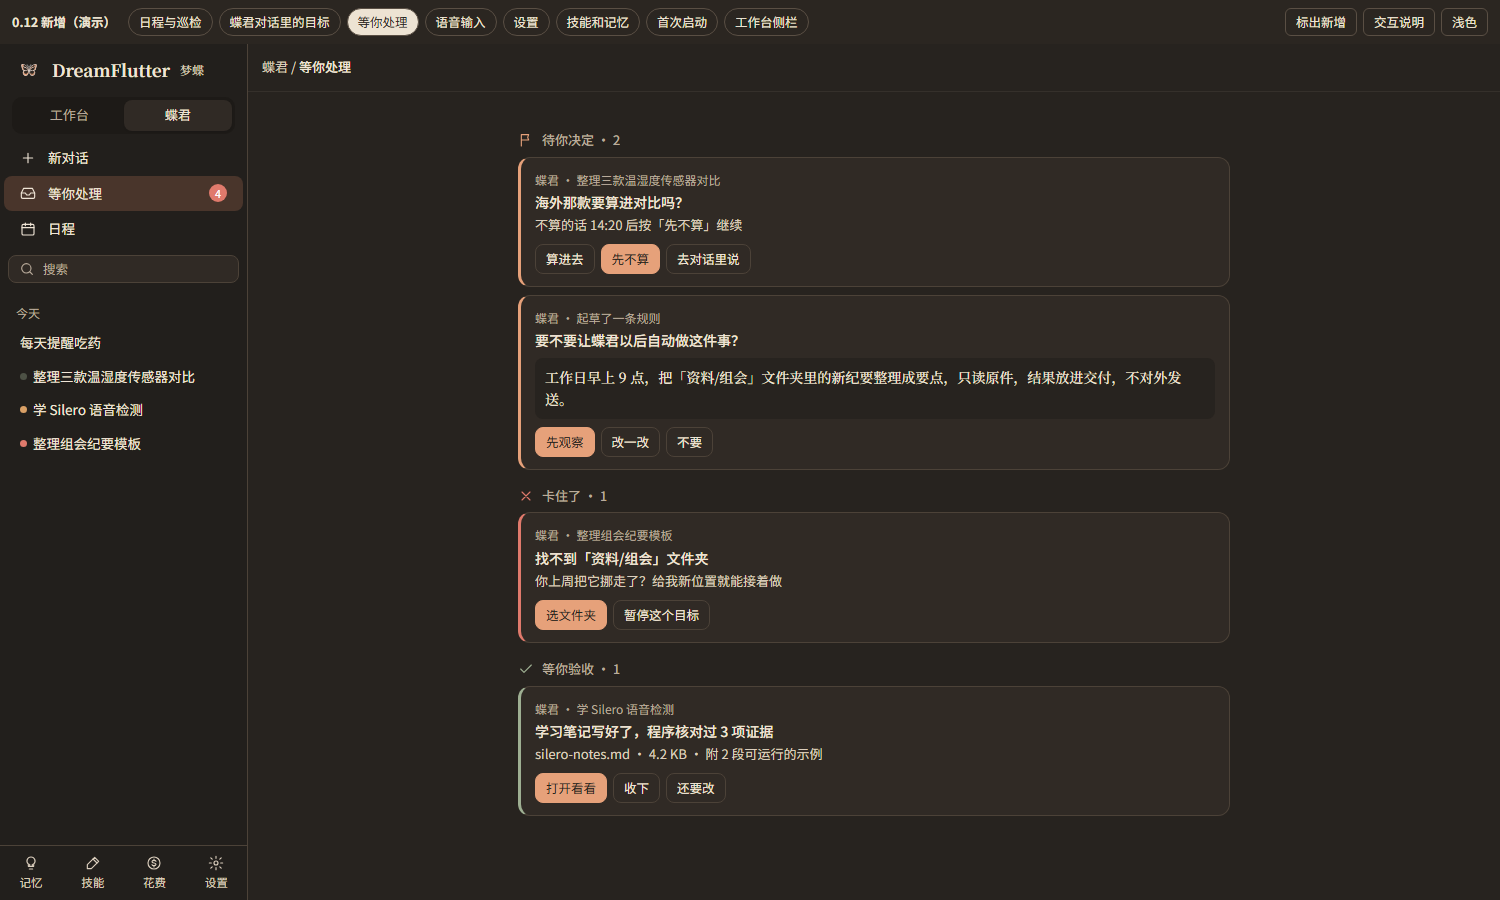 0.12 新增（演示） 日程与巡检 蝶君对话里的目标 等你处理 语音输入 设置 技能和记忆 首次启动 工作台侧栏 标出新增 交互说明 浅色
DreamFlutter 梦蝶
工作台 蝶君
新对话
等你处理 4
日程
搜索
今天
每天提醒吃药
整理三款温湿度传感器对比
学 Silero 语音检测
整理组会纪要模板
记忆 技能 花费 设置
蝶君 / 等你处理
待你决定 • 2
蝶君 • 整理三款温湿度传感器对比
海外那款要算进对比吗？
不算的话 14:20 后按「先不算」继续
算进去 先不算 去对话里说
蝶君 • 起草了一条规则
要不要让蝶君以后自动做这件事？
工作日早上 9 点，把「资料/组会」文件夹里的新纪要整理成要点，只读原件，结果放进交付，不对外发
送。
先观察 改一改 不要
卡住了 • 1
蝶君 • 整理组会纪要模板
找不到「资料/组会」文件夹
你上周把它挪走了？给我新位置就能接着做
选文件夹 暂停这个目标
等你验收 • 1
蝶君 • 学 Silero 语音检测
学习笔记写好了，程序核对过 3 项证据
silero-notes.md • 4.2 KB • 附 2 段可运行的示例
打开看看 收下 还要改